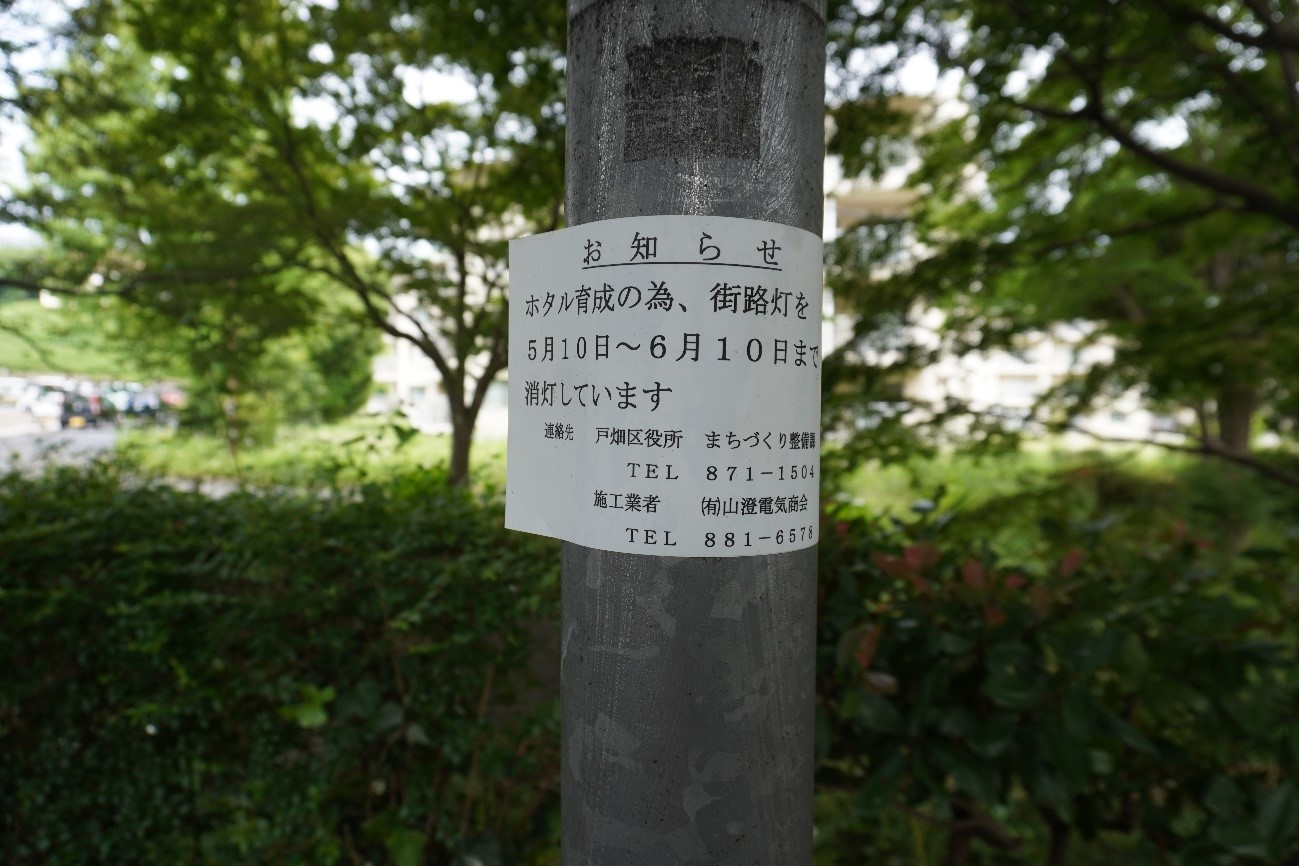 お知らせ
ホタル育成の為、街路灯を
5月10日～6月10日まで
消灯しています
連絡先 戸畑区役所 まちづくり整備課
TEL 871－1504
施工業者 ㈲山澄電気商会
TEL 881－6578